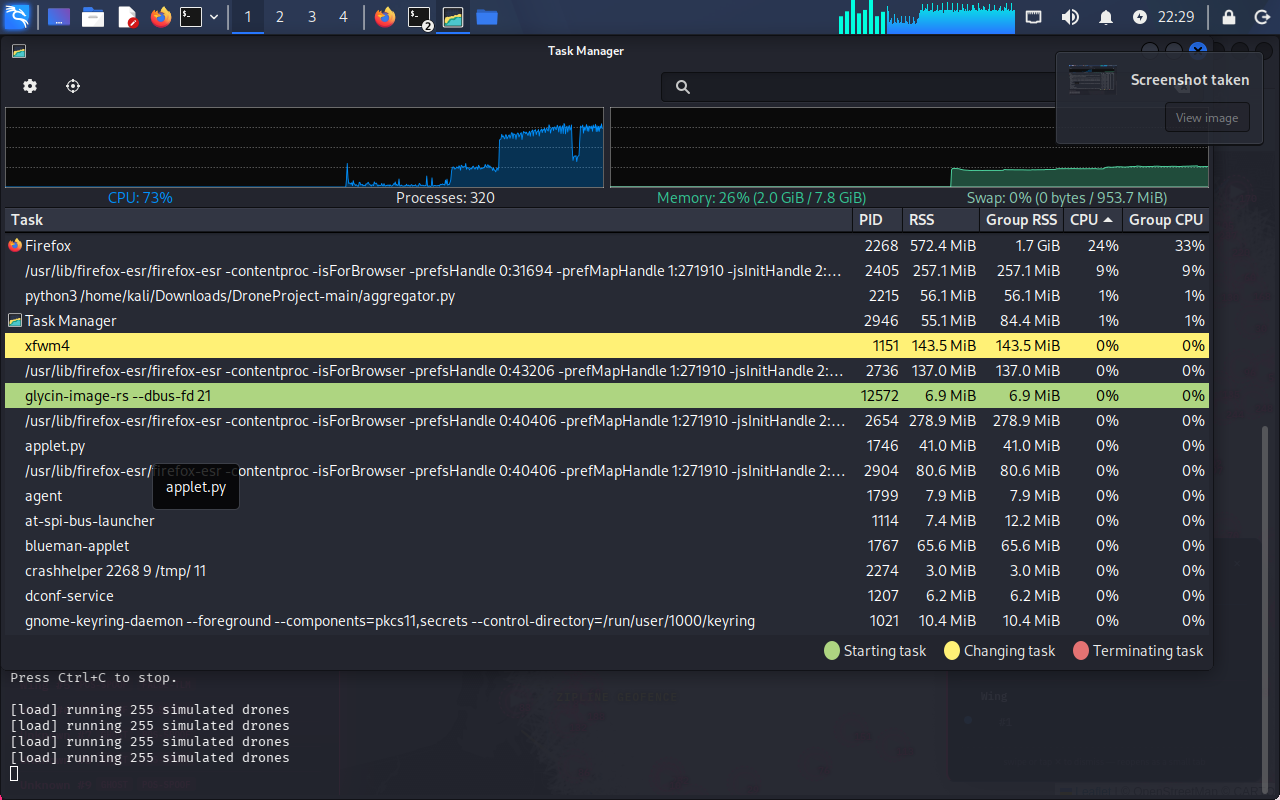 1 2 3 4 2 22:29
Task Manager
Screenshot taken
View image
CPU: 73% Processes: 320 Memory: 26% (2.0 GiB / 7.8 GiB) Swap: 0% (0 bytes / 953.7 MiB)
Task PID RSS Group RSS CPU Group CPU
Firefox 2268 572.4 MiB 1.7 GiB 24% 33%
/usr/lib/firefox-esr/firefox-esr -contentproc -isForBrowser -prefsHandle 0:31694 -prefMapHandle 1:271910 -jsInitHandle 2:... 2405 257.1 MiB 257.1 MiB 9% 9%
python3 /home/kali/Downloads/DroneProject-main/aggregator.py 2215 56.1 MiB 56.1 MiB 1% 1%
Task Manager 2946 55.1 MiB 84.4 MiB 1% 1%
xfwm4 1151 143.5 MiB 143.5 MiB 0% 0%
/usr/lib/firefox-esr/firefox-esr -contentproc -isForBrowser -prefsHandle 0:43206 -prefMapHandle 1:271910 -jsInitHandle 2:... 2736 137.0 MiB 137.0 MiB 0% 0%
glycin-image-rs --dbus-fd 21 12572 6.9 MiB 6.9 MiB 0% 0%
/usr/lib/firefox-esr/firefox-esr -contentproc -isForBrowser -prefsHandle 0:40406 -prefMapHandle 1:271910 -jsInitHandle 2:... 2654 278.9 MiB 278.9 MiB 0% 0%
applet.py 1746 41.0 MiB 41.0 MiB 0% 0%
/usr/lib/firefox-esr/firefox-esr -contentproc -isForBrowser -prefsHandle 0:40406 -prefMapHandle 1:271910 -jsInitHandle 2:... 2904 80.6 MiB 80.6 MiB 0% 0%
applet.py
agent 1799 7.9 MiB 7.9 MiB 0% 0%
at-spi-bus-launcher 1114 7.4 MiB 12.2 MiB 0% 0%
blueman-applet 1767 65.6 MiB 65.6 MiB 0% 0%
crashhelper 2268 9 /tmp/ 11 2274 3.0 MiB 3.0 MiB 0% 0%
dconf-service 1207 6.2 MiB 6.2 MiB 0% 0%
gnome-keyring-daemon --foreground --components=pkcs11,secrets --control-directory=/run/user/1000/keyring 1021 10.4 MiB 10.4 MiB 0% 0%
Starting task Changing task Terminating task
Press Ctrl+C to stop.
Wing
[load] running 255 simulated drones
[load] running 255 simulated drones
[load] running 255 simulated drones
[load] running 255 simulated drones